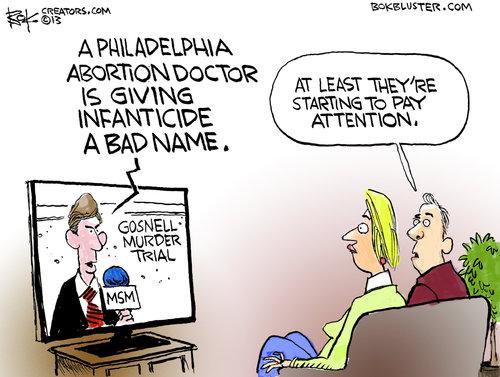 BOK
CREATORS.COM
©13
BOKBLUSTER.COM
A PHILADELPHIA
ABORTION DOCTOR
IS GIVING
INFANTICIDE
A BAD NAME.
AT LEAST THEY'RE
STARTING TO PAY
ATTENTION.
GOSNELL
MURDER
TRIAL
MSM